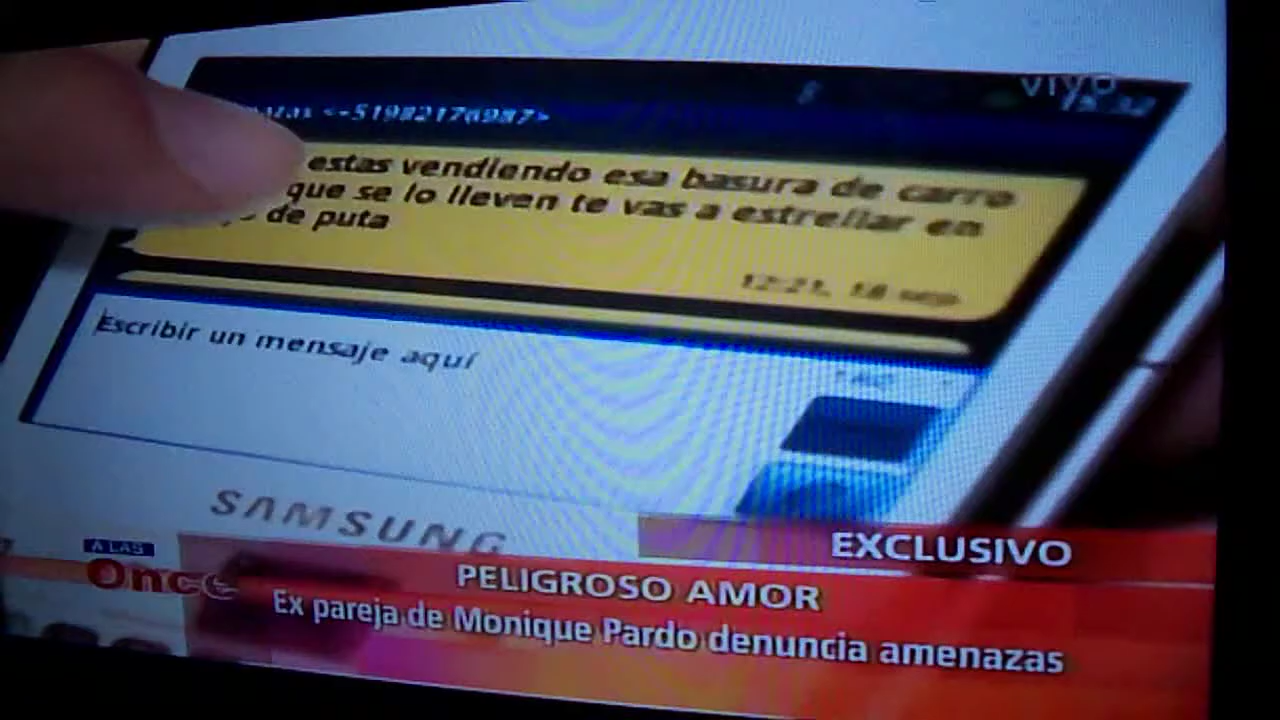 vivo
<-51982176987>
estas vendiendo esa basura de carro
que se lo lleven te vas a estrellar en
de puta
12:21, 18 sep
Escribir un mensaje aquí
SAMSUNG
EXCLUSIVO
A LAS
Once
PELIGROSO AMOR
Ex pareja de Monique Pardo denuncia amenazas